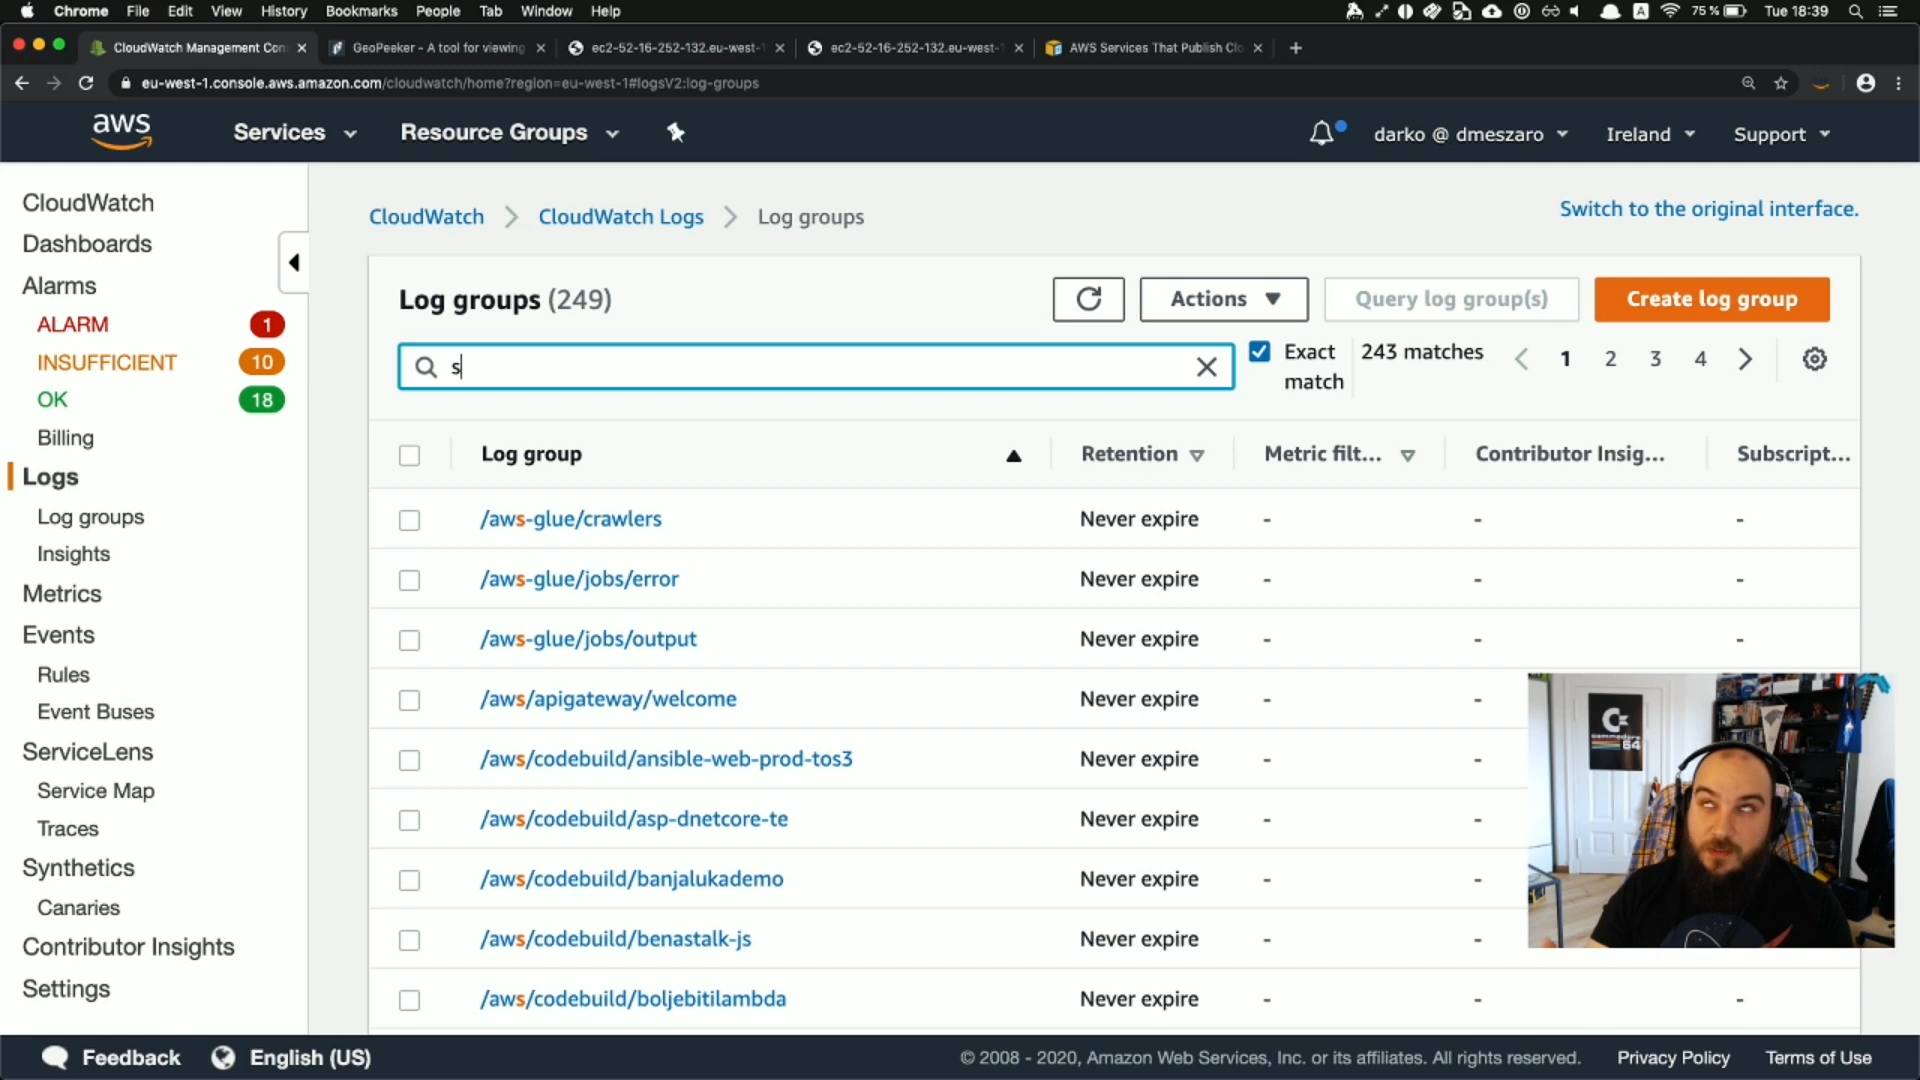 Chrome File Edit View History Bookmarks People Tab Window Help
A 75 % Tue 18:39
CloudWatch Management Con
GeoPeeker - A tool for viewing
ec2-52-16-252-132.eu-west-1
ec2-52-16-252-132.eu-west-
AWS Services That Publish Clo
eu-west-1.console.aws.amazon.com/cloudwatch/home?region=eu-west-1#logsV2:log-groups
aws Services Resource Groups darko @ dmeszaro Ireland Support
CloudWatch
Dashboards
Alarms
ALARM 1
INSUFFICIENT 10
OK 18
Billing
Logs
Log groups
Insights
Metrics
Events
Rules
Event Buses
ServiceLens
Service Map
Traces
Synthetics
Canaries
Contributor Insights
Settings
CloudWatch CloudWatch Logs Log groups
Switch to the original interface.
Log groups (249)
Actions Query log group(s) Create log group
s
Exact match
243 matches
1 2 3 4
Log group Retention Metric filt... Contributor Insig... Subscript...
/aws-glue/crawlers Never expire - - -
/aws-glue/jobs/error Never expire - - -
/aws-glue/jobs/output Never expire - - -
/aws/apigateway/welcome Never expire - -
/aws/codebuild/ansible-web-prod-tos3 Never expire - -
/aws/codebuild/asp-dnetcore-te Never expire - -
/aws/codebuild/banjalukademo Never expire - -
/aws/codebuild/benastalk-js Never expire - -
/aws/codebuild/boljebitilambda Never expire - - -
commodore
64
Feedback English (US)
© 2008 - 2020, Amazon Web Services, Inc. or its affiliates. All rights reserved. Privacy Policy Terms of Use